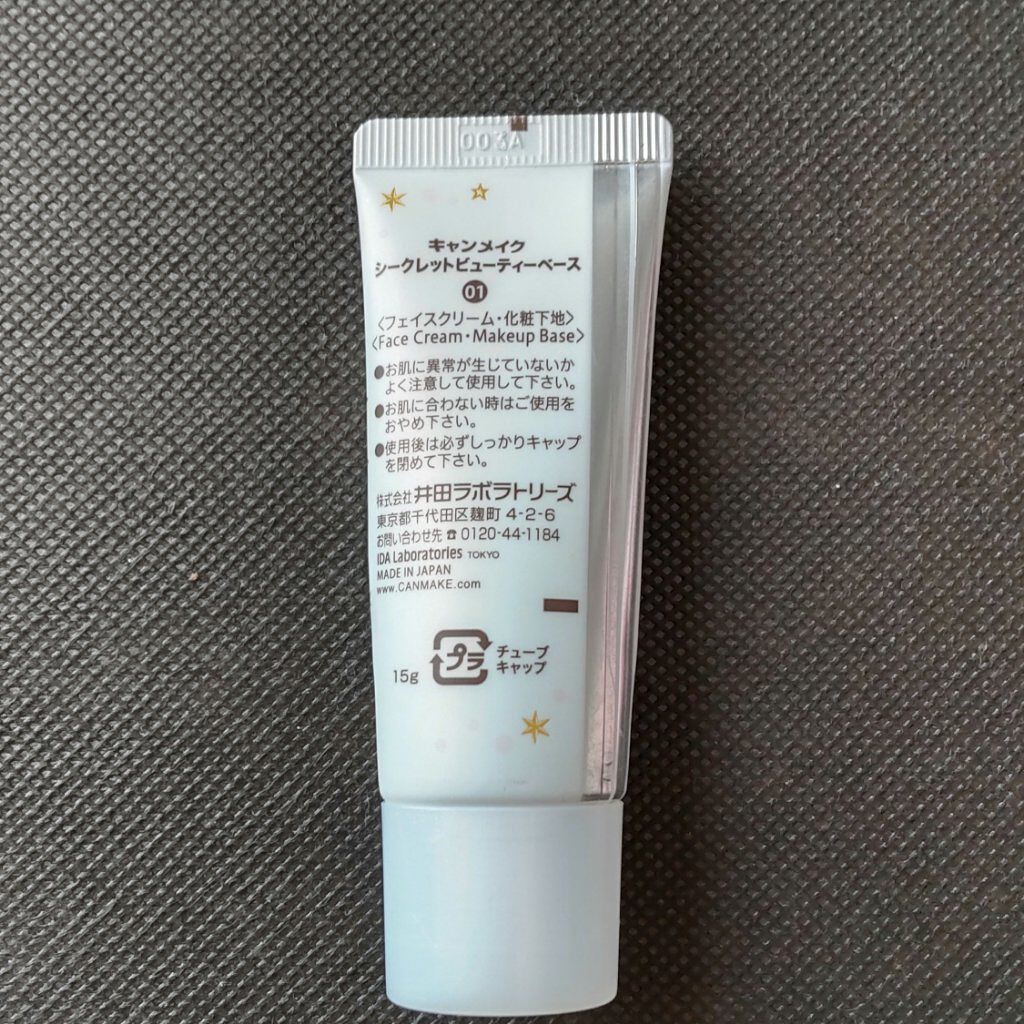 003A
キャンメイク
シークレットビューティーベース
01
〈フェイスクリーム・化粧下地〉
〈Face Cream・Makeup Base〉
●お肌に異常が生じていないか
よく注意して使用して下さい。
●お肌に合わない時はご使用を
おやめ下さい。
●使用後は必ずしっかりキャップ
を閉めて下さい。
株式会社 井田ラボラトリーズ
東京都千代田区麹町 4-2-6
お問い合わせ先 ☎ 0120-44-1184
IDA Laboratories TOKYO
MADE IN JAPAN
www.CANMAKE.com
プラ チューブ
キャップ
15g